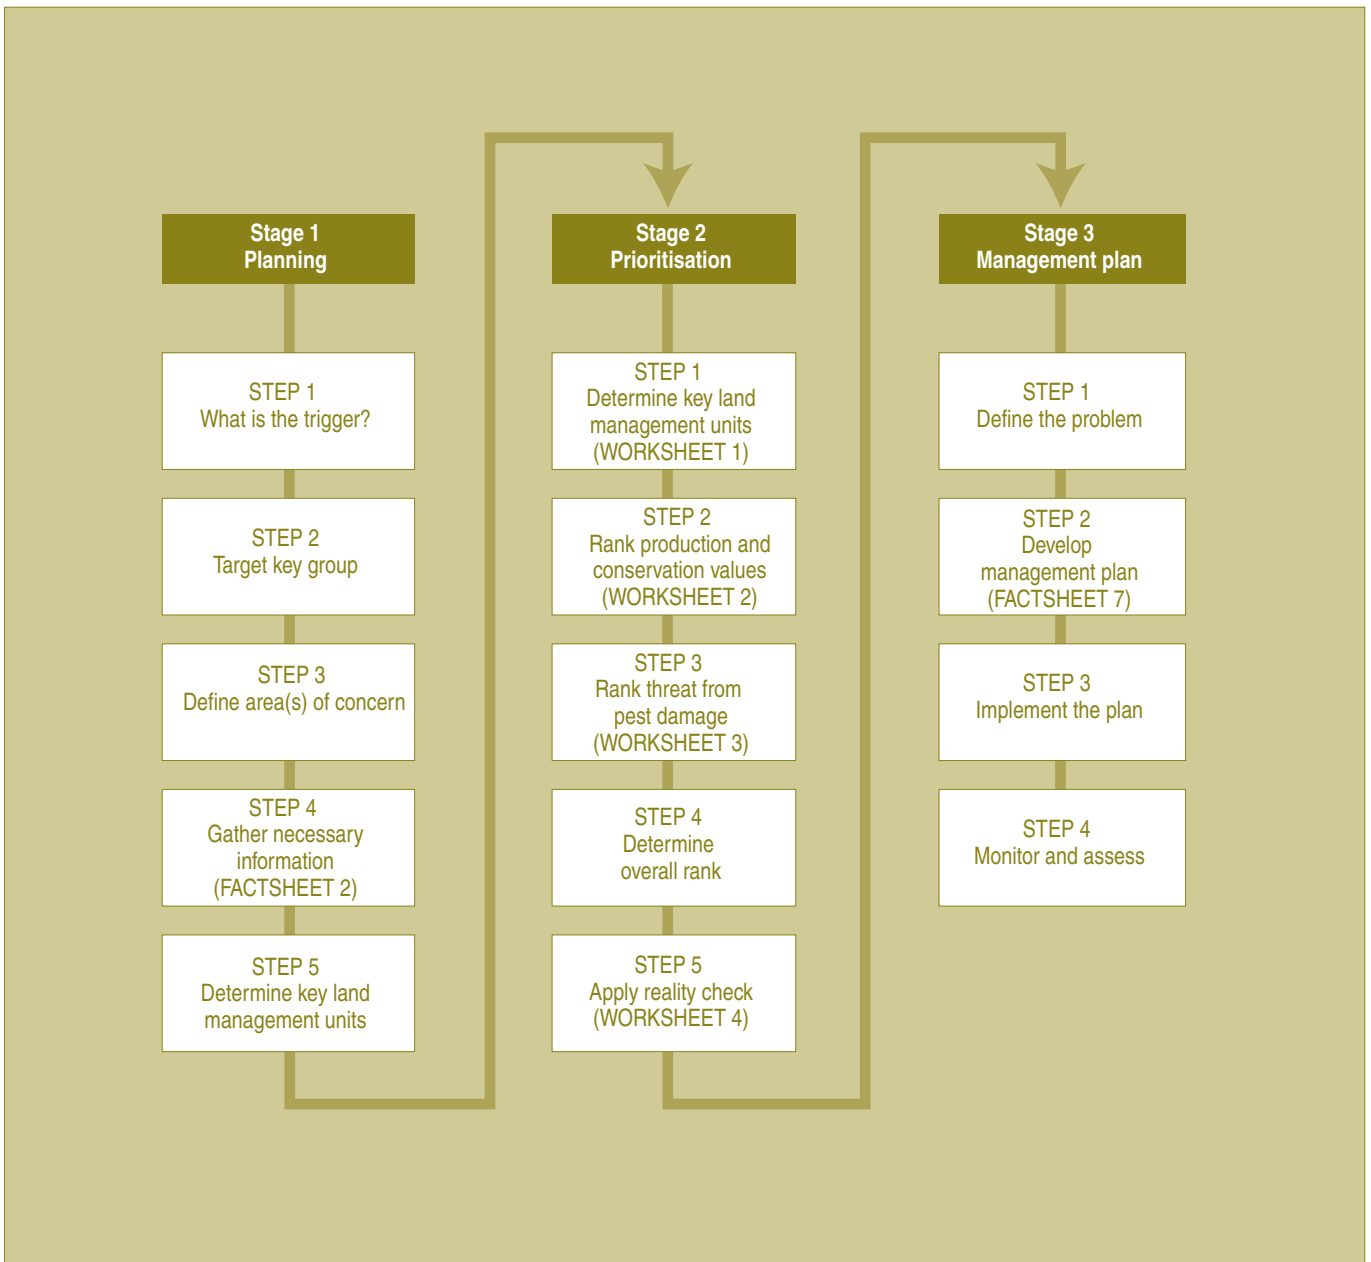 Stage 1
Planning
STEP 1
What is the trigger?
STEP 2
Target key group
STEP 3
Define area(s) of concern
STEP 4
Gather necessary
information
(FACTSHEET 2)
STEP 5
Determine key land
management units
Stage 2
Prioritisation
STEP 1
Determine key land
management units
(WORKSHEET 1)
STEP 2
Rank production and
conservation values
(WORKSHEET 2)
STEP 3
Rank threat from
pest damage
(WORKSHEET 3)
STEP 4
Determine
overall rank
STEP 5
Apply reality check
(WORKSHEET 4)
Stage 3
Management plan
STEP 1
Define the problem
STEP 2
Develop
management plan
(FACTSHEET 7)
STEP 3
Implement the plan
STEP 4
Monitor and assess